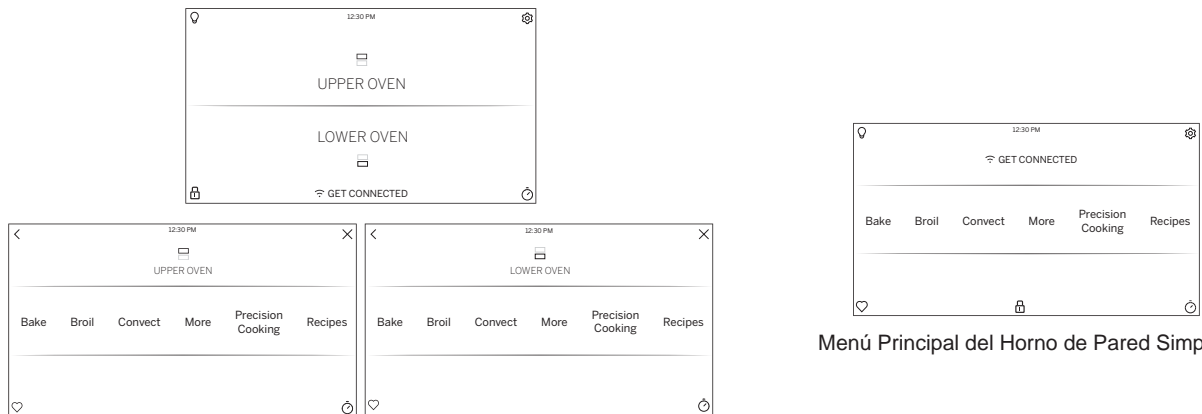 12:30 PM
UPPER OVEN
LOWER OVEN
GET CONNECTED
12:30 PM
UPPER OVEN
Bake Broil Convect More Precision Cooking Recipes
12:30 PM
LOWER OVEN
Bake Broil Convect More Precision Cooking Recipes
12:30 PM
GET CONNECTED
Bake Broil Convect More Precision Cooking Recipes
Menú Principal del Horno de Pared